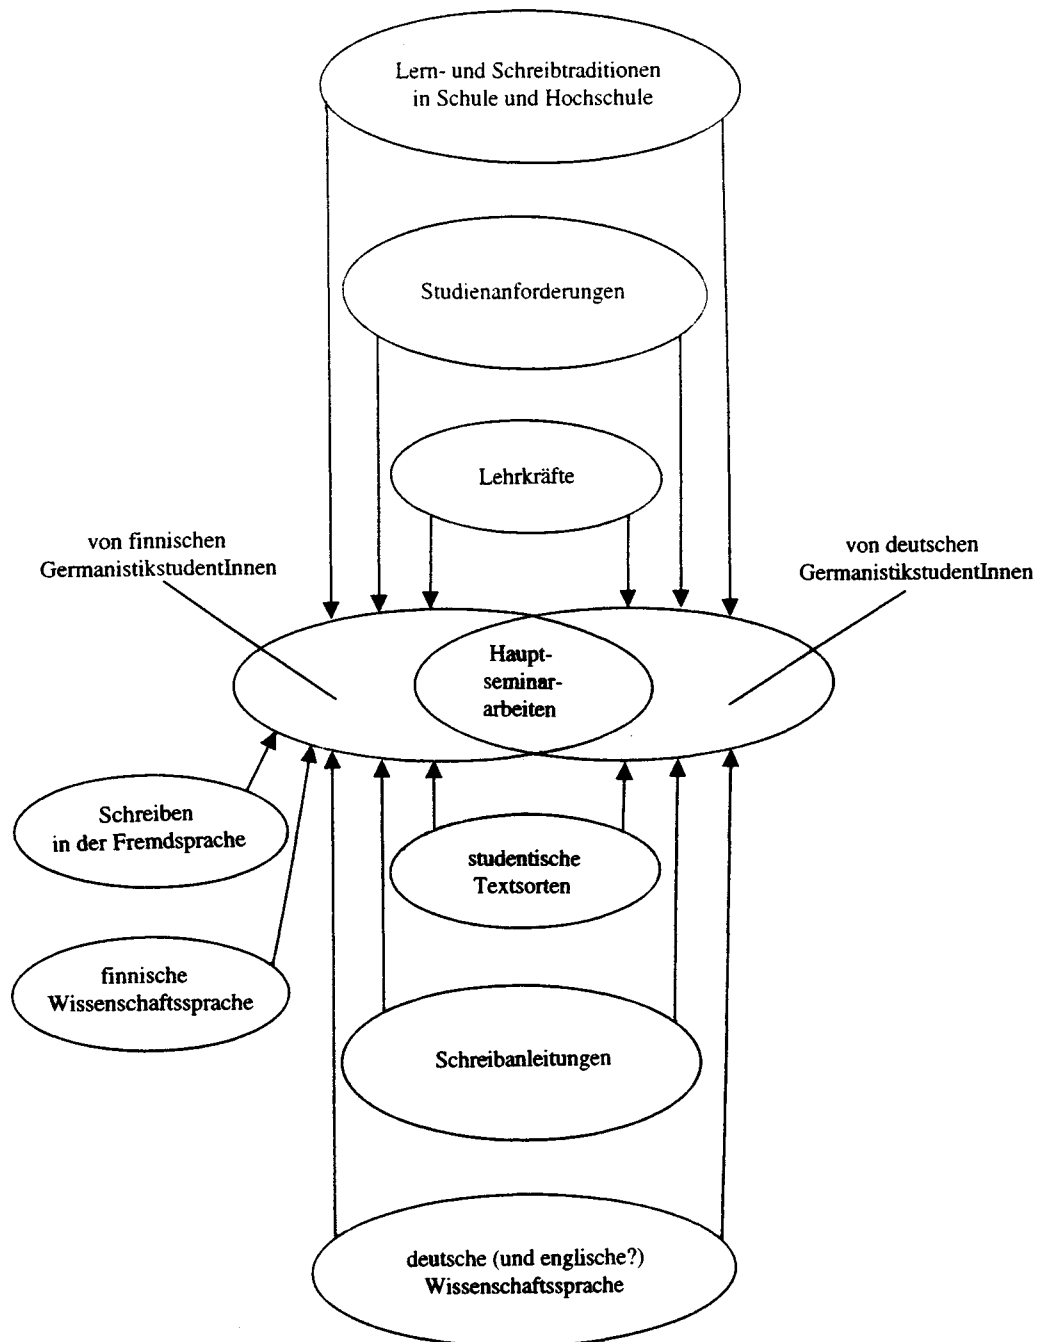 Lern- und Schreibtraditionen
in Schule und Hochschule
Studienanforderungen
Lehrkräfte
von finnischen
GermanistikstudentInnen
von deutschen
GermanistikstudentInnen
Haupt-
seminar-
arbeiten
Schreiben
in der Fremdsprache
studentische
Textsorten
finnische
Wissenschaftssprache
Schreibanleitungen
deutsche (und englische?)
Wissenschaftssprache